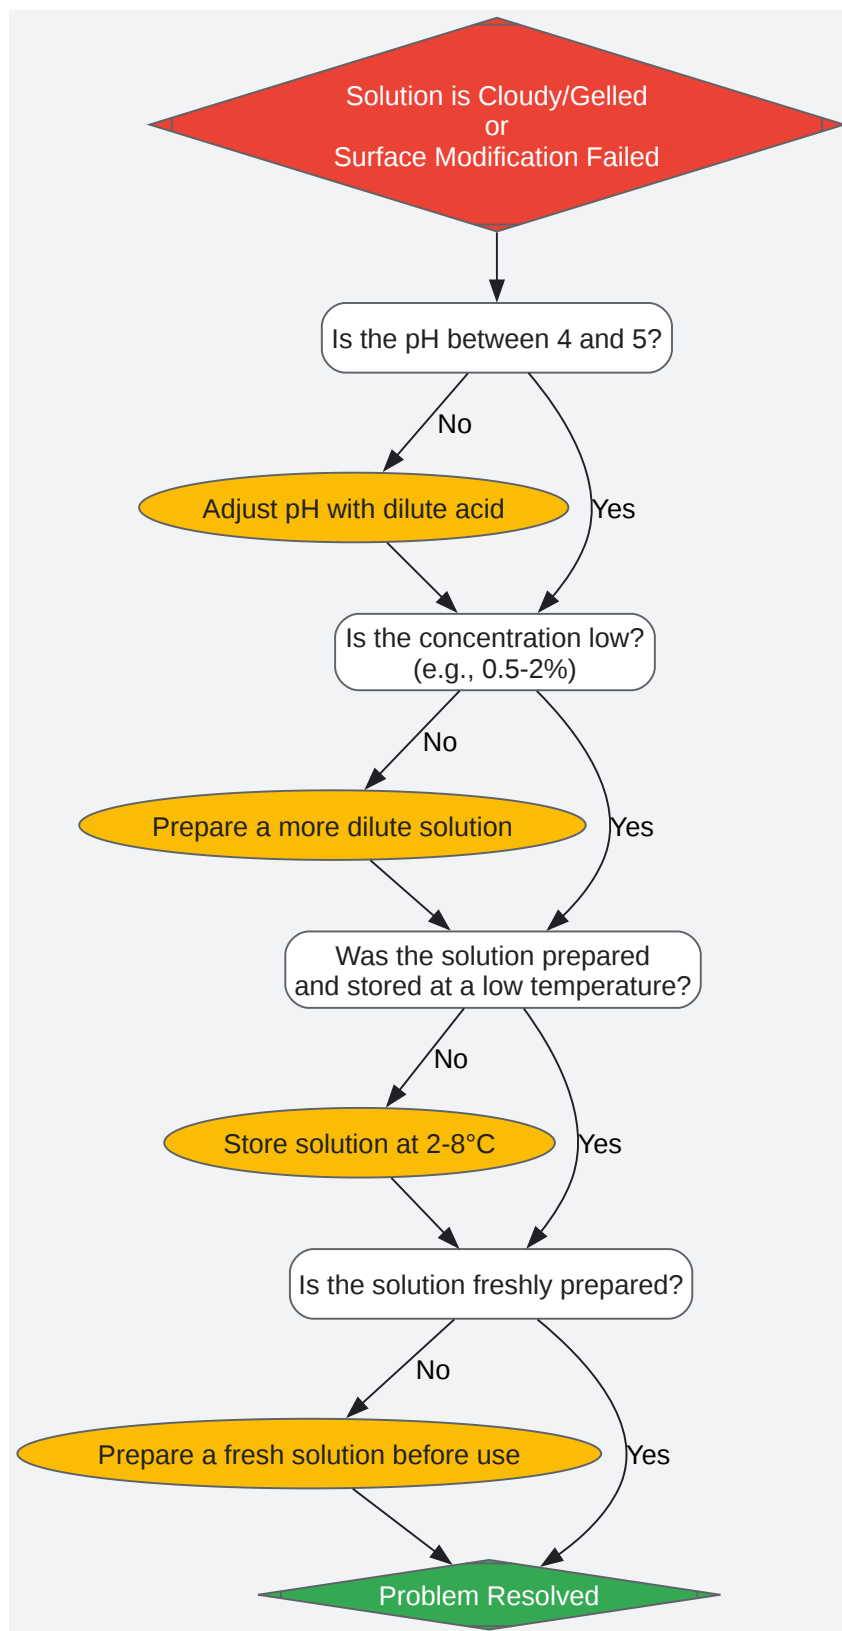 Solution is Cloudy/Gelled
or
Surface Modification Failed
Is the pH between 4 and 5?
No
Adjust pH with dilute acid
Yes
Is the concentration low?
(e.g., 0.5-2%)
No
Prepare a more dilute solution
Yes
Was the solution prepared
and stored at a low temperature?
No
Store solution at 2-8°C
Yes
Is the solution freshly prepared?
No
Prepare a fresh solution before use
Yes
Problem Resolved